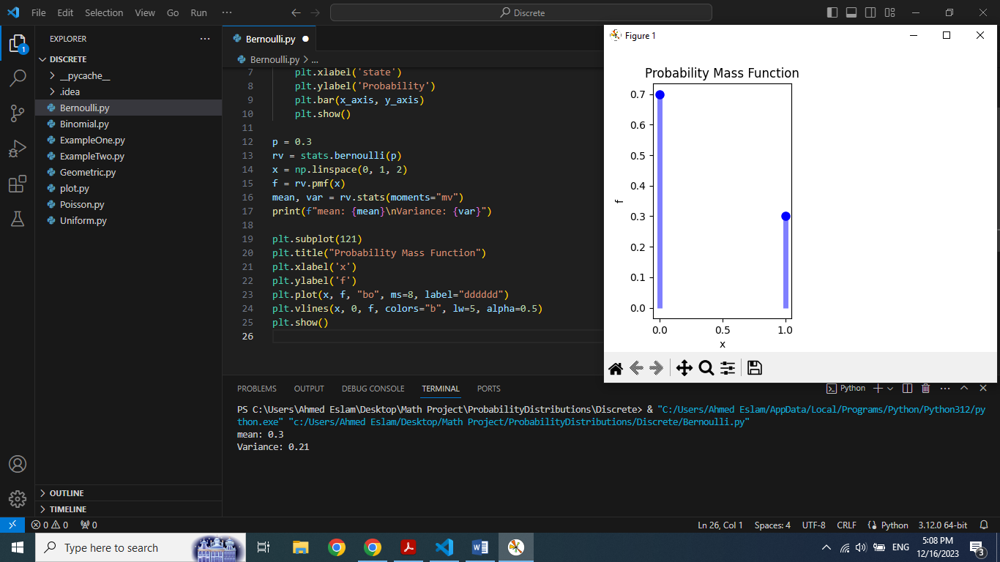 File Edit Selection View Go Run ···
Discrete
EXPLORER ···
DISCRETE
__pycache__
.idea
Bernoulli.py
Binomial.py
ExampleOne.py
ExampleTwo.py
Geometric.py
plot.py
Poisson.py
Uniform.py
OUTLINE
TIMELINE
1
Bernoulli.py
Bernoulli.py > ...
7 plt.xlabel('state')
8 plt.ylabel('Probability')
9 plt.bar(x_axis, y_axis)
10 plt.show()
11
12 p = 0.3
13 rv = stats.bernoulli(p)
14 x = np.linspace(0, 1, 2)
15 f = rv.pmf(x)
16 mean, var = rv.stats(moments="mv")
17 print(f"mean: {mean}\nVariance: {var}")
18
19 plt.subplot(121)
20 plt.title("Probability Mass Function")
21 plt.xlabel('x')
22 plt.ylabel('f')
23 plt.plot(x, f, "bo", ms=8, label="dddddd")
24 plt.vlines(x, 0, f, colors="b", lw=5, alpha=0.5)
25 plt.show()
26
Figure 1
Probability Mass Function
0.7
0.6
0.5
0.4
f
0.3
0.2
0.1
0.0
0.0 0.5 1.0
x
PROBLEMS OUTPUT DEBUG CONSOLE TERMINAL PORTS
Python
PS C:\Users\Ahmed Eslam\Desktop\Math Project\ProbabilityDistributions\Discrete> & "C:/Users/Ahmed Eslam/AppData/Local/Programs/Python/Python312/py
thon.exe" "c:/Users/Ahmed Eslam/Desktop/Math Project/ProbabilityDistributions/Discrete/Bernoulli.py"
mean: 0.3
Variance: 0.21
0 0 0
Ln 26, Col 1 Spaces: 4 UTF-8 CRLF Python 3.12.0 64-bit
Type here to search
ENG
5:08 PM
12/16/2023
3